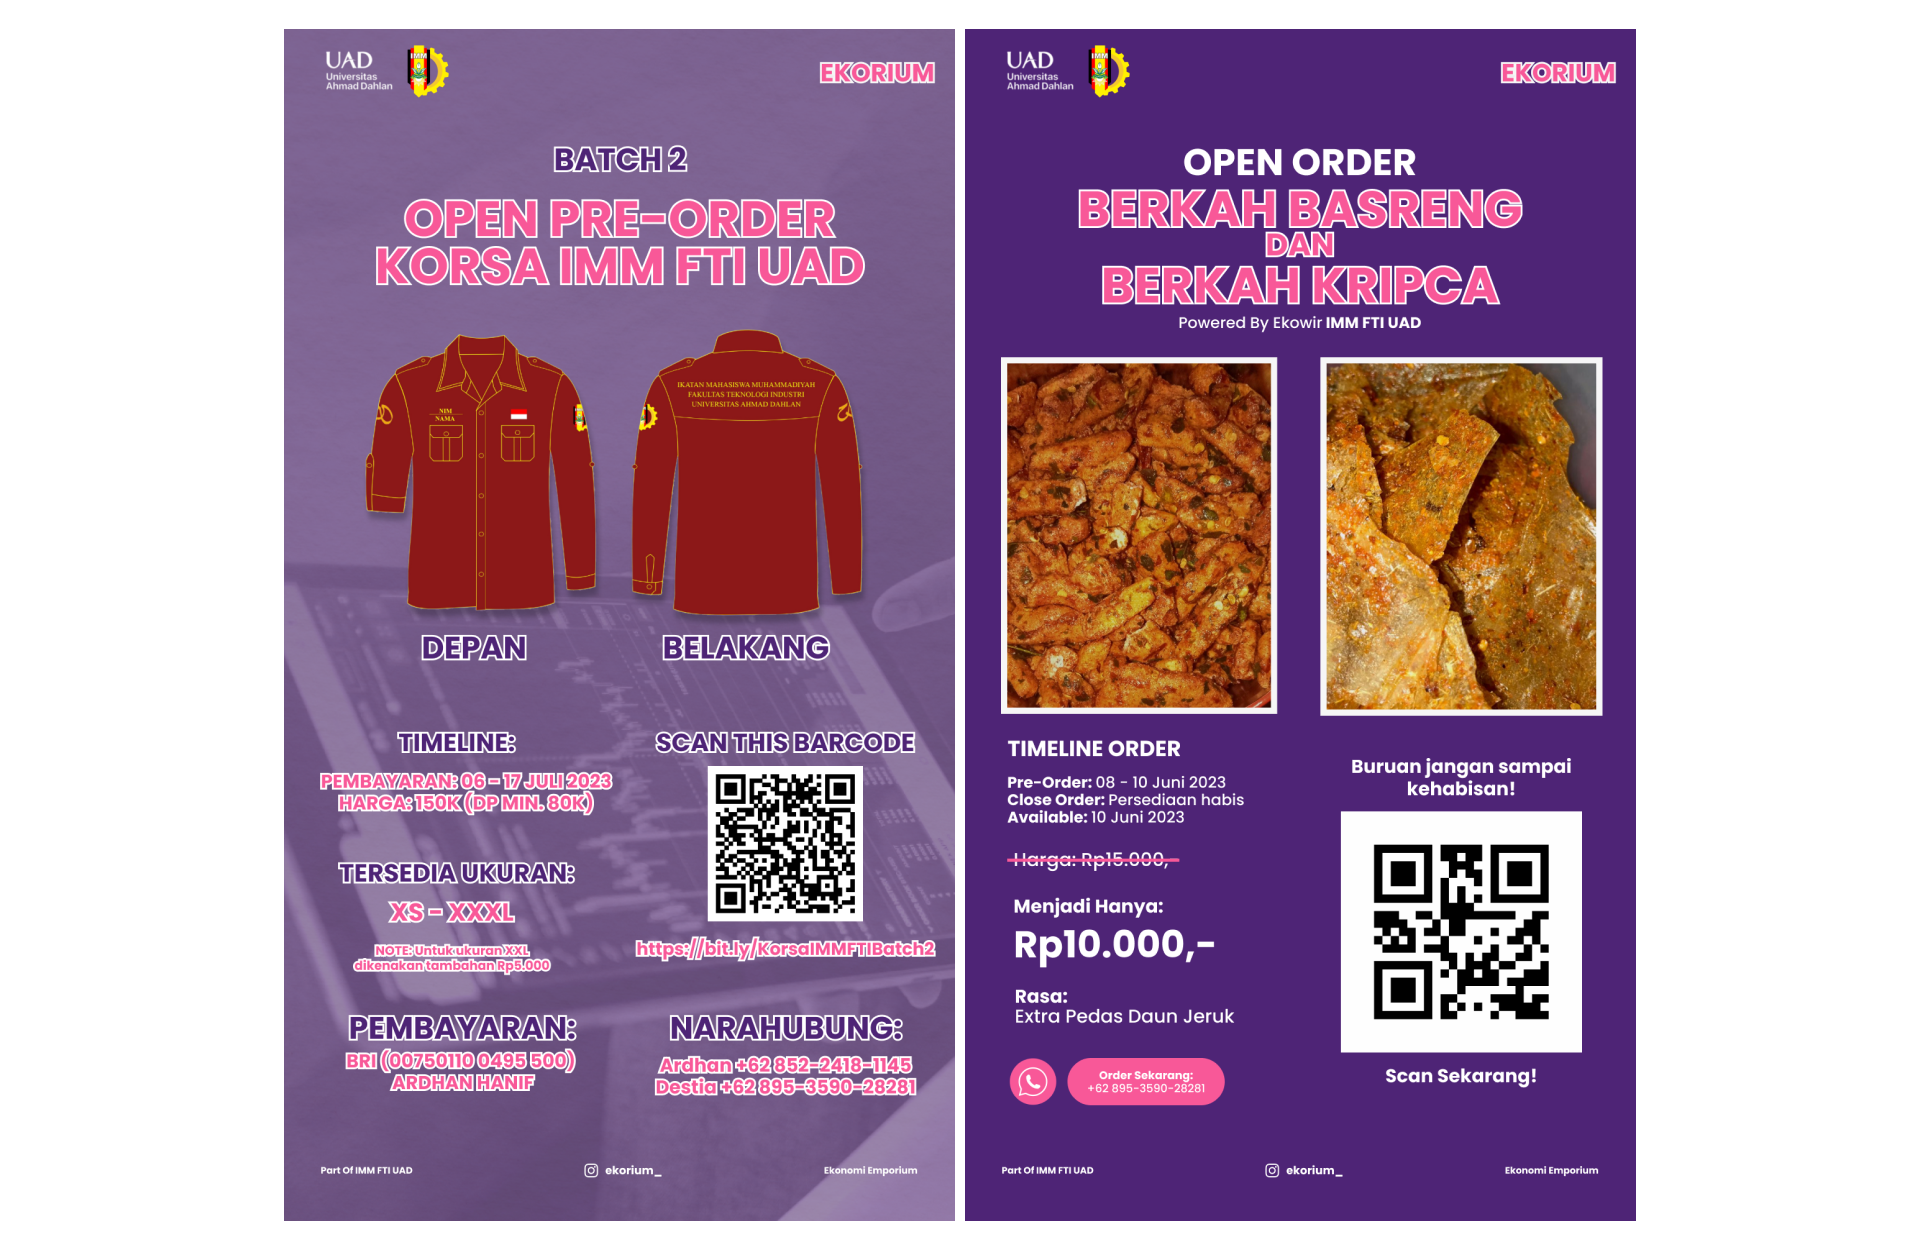 UAD
Universitas
Ahmad Dahlan
IMM
EKORIUM
BATCH 2
OPEN PRE-ORDER
KORSA IMM FTI UAD
NIM
NAMA
IKATAN MAHASISWA MUHAMMADIYAH
FAKULTAS TEKNOLOGI INDUSTRI
UNIVERSITAS AHMAD DAHLAN
DEPAN
BELAKANG
TIMELINE:
PEMBAYARAN: 06 - 17 JULI 2023
HARGA: 150K (DP MIN. 80K)
TERSEDIA UKURAN:
XS - XXXL
NOTE: Untuk ukuran XXL
dikenakan tambahan Rp5.000
SCAN THIS BARCODE
https://bit.ly/KorsaIMMFTIBatch2
PEMBAYARAN:
BRI (00750110 0495 500)
ARDHAN HANIF
NARAHUBUNG:
Ardhan +62 852-2418-1145
Destia +62 895-3590-28281
Part Of IMM FTI UAD
ekorium_
Ekonomi Emporium
UAD
Universitas
Ahmad Dahlan
IMM
EKORIUM
OPEN ORDER
BERKAH BASRENG
DAN
BERKAH KRIPCA
Powered By Ekowir IMM FTI UAD
TIMELINE ORDER
Pre-Order: 08 - 10 Juni 2023
Close Order: Persediaan habis
Available: 10 Juni 2023
Harga: Rp15.000,-
Menjadi Hanya:
Rp10.000,-
Rasa:
Extra Pedas Daun Jeruk
Order Sekarang:
+62 895-3590-28281
Buruan jangan sampai
kehabisan!
Scan Sekarang!
Part Of IMM FTI UAD
ekorium_
Ekonomi Emporium